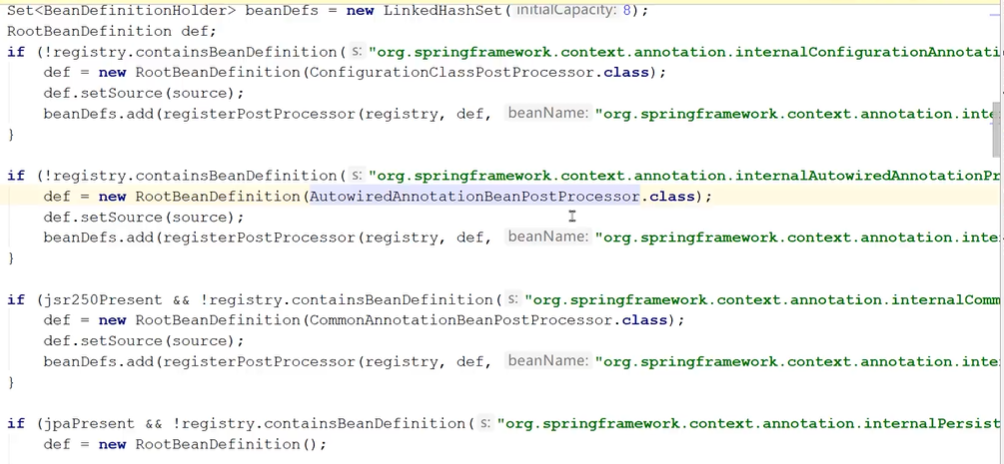 Set<BeanDefinitionHolder> beanDefs = new LinkedHashSet( initialCapacity: 8);
RootBeanDefinition def;
if (!registry.containsBeanDefinition( s: "org.springframework.context.annotation.internalConfigurationAnnotati
def = new RootBeanDefinition(ConfigurationClassPostProcessor.class);
def.setSource(source);
beanDefs.add(registerPostProcessor(registry, def, beanName: "org.springframework.context.annotation.inte
}
if (!registry.containsBeanDefinition( s: "org.springframework.context.annotation.internalAutowiredAnnotationPr
def = new RootBeanDefinition(AutowiredAnnotationBeanPostProcessor.class);
def.setSource(source);
beanDefs.add(registerPostProcessor(registry, def, beanName: "org.springframework.context.annotation.inte
}
if (jsr250Present && !registry.containsBeanDefinition( s: "org.springframework.context.annotation.internalComm
def = new RootBeanDefinition(CommonAnnotationBeanPostProcessor.class);
def.setSource(source);
beanDefs.add(registerPostProcessor(registry, def, beanName: "org.springframework.context.annotation.inte
}
if (jpaPresent && !registry.containsBeanDefinition( s: "org.springframework.context.annotation.internalPersist
def = new RootBeanDefinition();